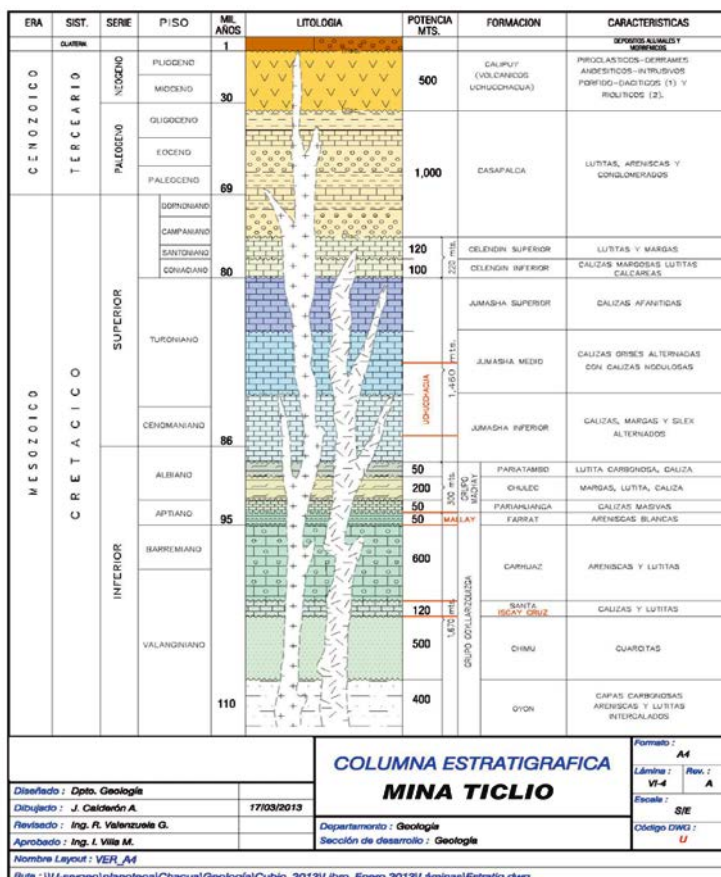 ERA SIST. SERIE PISO MIL. AÑOS LITOLOGIA POTENCIA MTS. FORMACION CARACTERISTICAS
CUATERN. 1 DEPOSITOS ALUVIALES Y MORRENICOS
CENOZOICO TERCEARIO NEOGENO PLIOGENO
MIOCENO 30
500 CALIPUY (VOLCANICOS UCHUCCHACUA)
PIROCLASTICOS-DERRAMES
ANDESITICOS-INTRUSIVOS
PORFIDO-DACITICOS (1) Y
RIOLITICOS (2).
PALEOGENO OLIGOCENO
EOCENO
PALEOCENO 69
1,000 CASAPALCA LUTITAS, ARENISCAS Y CONGLOMERADOS
MESOZOICO CRETACICO SUPERIOR
CAMPANIANO
SANTONIANO
CONIACIANO 80
120 CELENDIN SUPERIOR LUTITAS Y MARGAS
100 CELENDIN INFERIOR CALIZAS MARGOSAS LUTITAS CALCAREAS
220 mts.
TURONIANO
JUMASHA SUPERIOR CALIZAS AFANITICAS
1,460 mts.
UCHUCCHACUA
JUMASHA MEDIO CALIZAS GRISES ALTERNADAS CON CALIZAS NODULOSAS
CENOMANIANO 86
JUMASHA INFERIOR CALIZAS, MARGAS Y SILEX ALTERNADOS
INFERIOR
ALBIANO
50 PARIATAMBO LUTITA CARBONOSA, CALIZA
200 CHULEC MARGAS, LUTITA, CALIZA
300 mts. GRUPO MACHAY
50 PARIAHUANCA CALIZAS MASIVAS
APTIANO 95
50 MALLAY FARRAT ARENISCAS BLANCAS
BARREMIANO
600 CARHUAZ ARENISCAS Y LUTITAS
120 SANTA CALIZAS Y LUTITAS
ISCAY CRUZ
1,670 mts. GRUPO GOYLLARIZQUIZGA
VALANGINIANO
500 CHIMU CUARCITAS
110
400 OYON CAPAS CARBONOSAS
ARENISCAS Y LUTITAS
INTERCALADOS
COLUMNA ESTRATIGRAFICA
MINA TICLIO
Formato : A4
Lámina : VI-4 Rev. : A
Escala : S/E
Código DWG : U
Diseñado : Dpto. Geología
Dibujado : J. Calderón A. 17/03/2013
Revisado : Ing. R. Valenzuela G.
Aprobado : Ing. I. Villa M.
Departamento : Geología
Sección de desarrollo : Geología
Nombre Layout : VER_A4